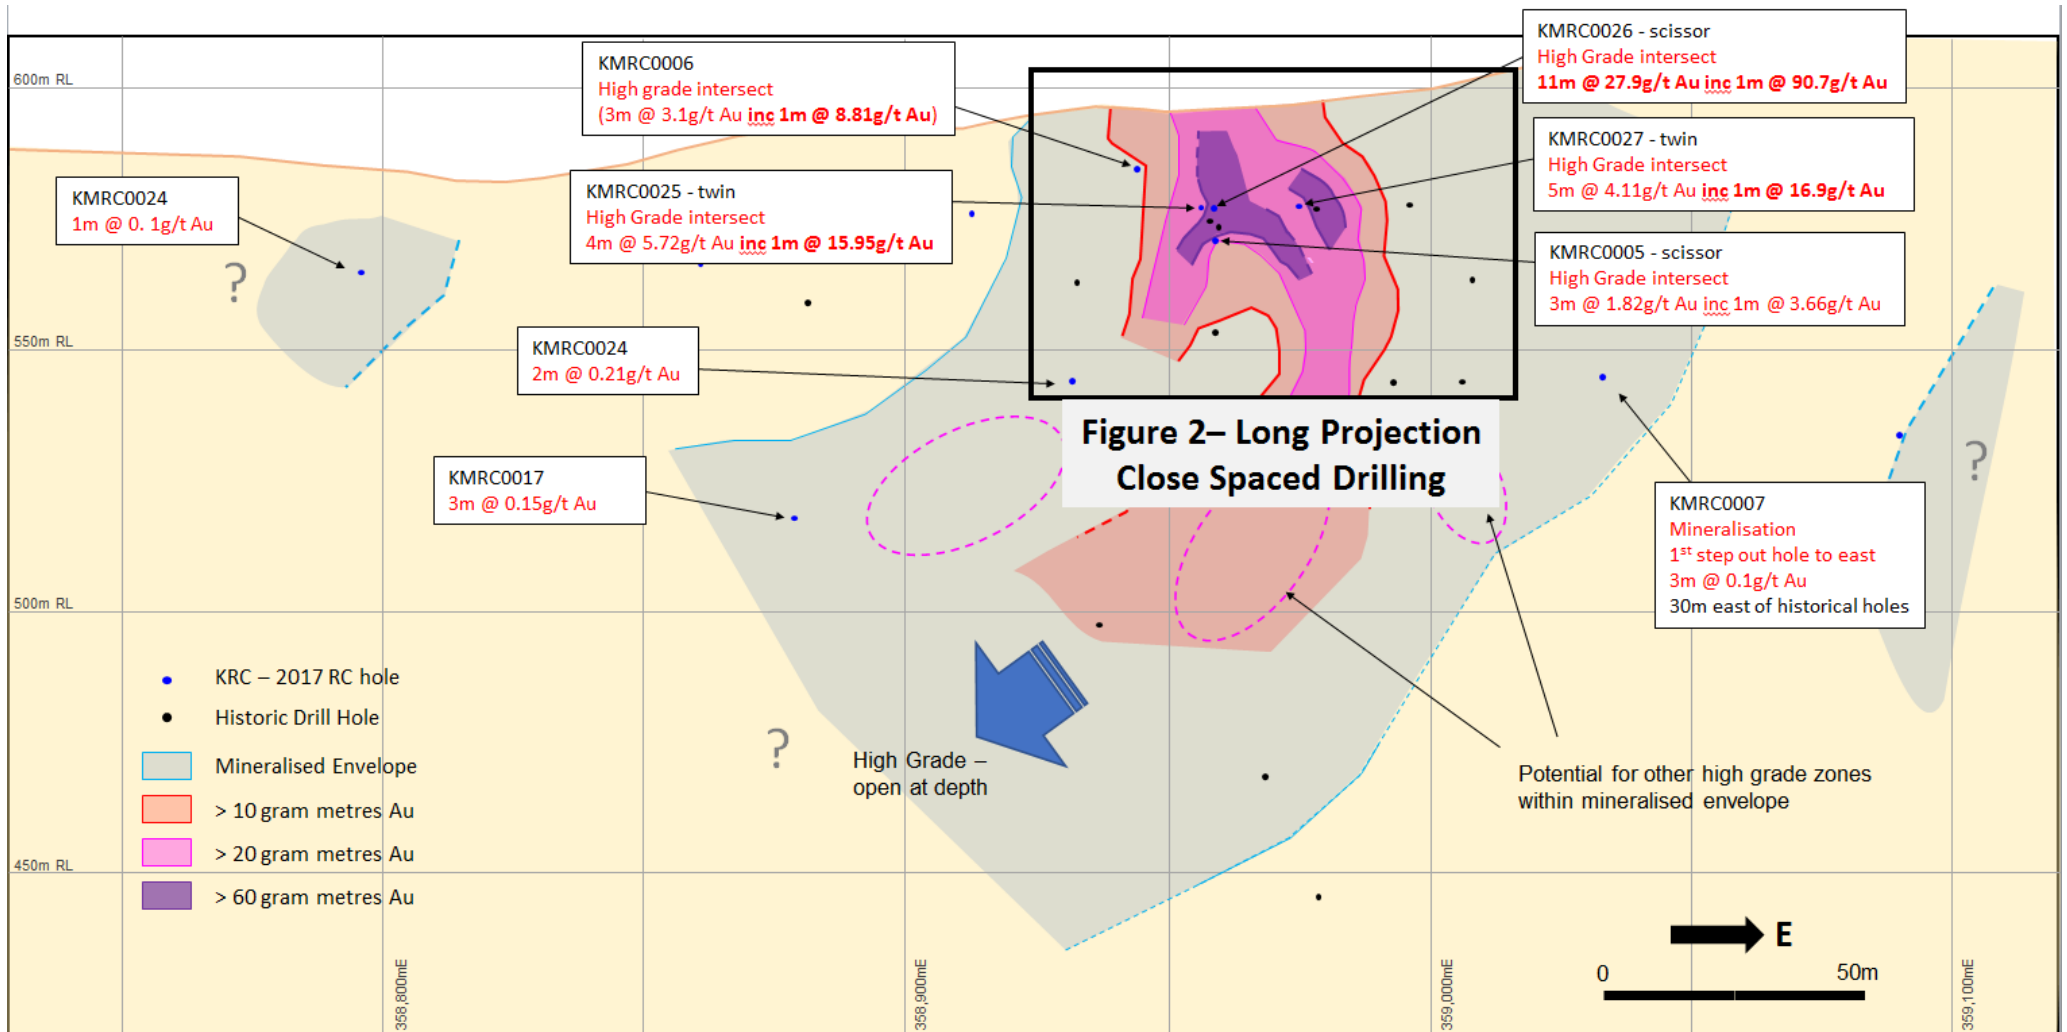 600m RL
KMRC0006
High grade intersect
(3m @ 3.1g/t Au inc 1m @ 8.81g/t Au)
KMRC0026 - scissor
High Grade intersect
11m @ 27.9g/t Au inc 1m @ 90.7g/t Au
KMRC0027 - twin
High Grade intersect
5m @ 4.11g/t Au inc 1m @ 16.9g/t Au
KMRC0024
1m @ 0. 1g/t Au
KMRC0025 - twin
High Grade intersect
4m @ 5.72g/t Au inc 1m @ 15.95g/t Au
KMRC0005 - scissor
High Grade intersect
3m @ 1.82g/t Au inc 1m @ 3.66g/t Au
?
550m RL
KMRC0024
2m @ 0.21g/t Au
Figure 2– Long Projection
Close Spaced Drilling
KMRC0017
3m @ 0.15g/t Au
?
KMRC0007
Mineralisation
1st step out hole to east
3m @ 0.1g/t Au
30m east of historical holes
500m RL
KRC – 2017 RC hole
Historic Drill Hole
Mineralised Envelope
> 10 gram metres Au
> 20 gram metres Au
> 60 gram metres Au
?
High Grade –
open at depth
Potential for other high grade zones
within mineralised envelope
450m RL
E
0 50m
358,800mE
358,900mE
359,000mE
359,100mE